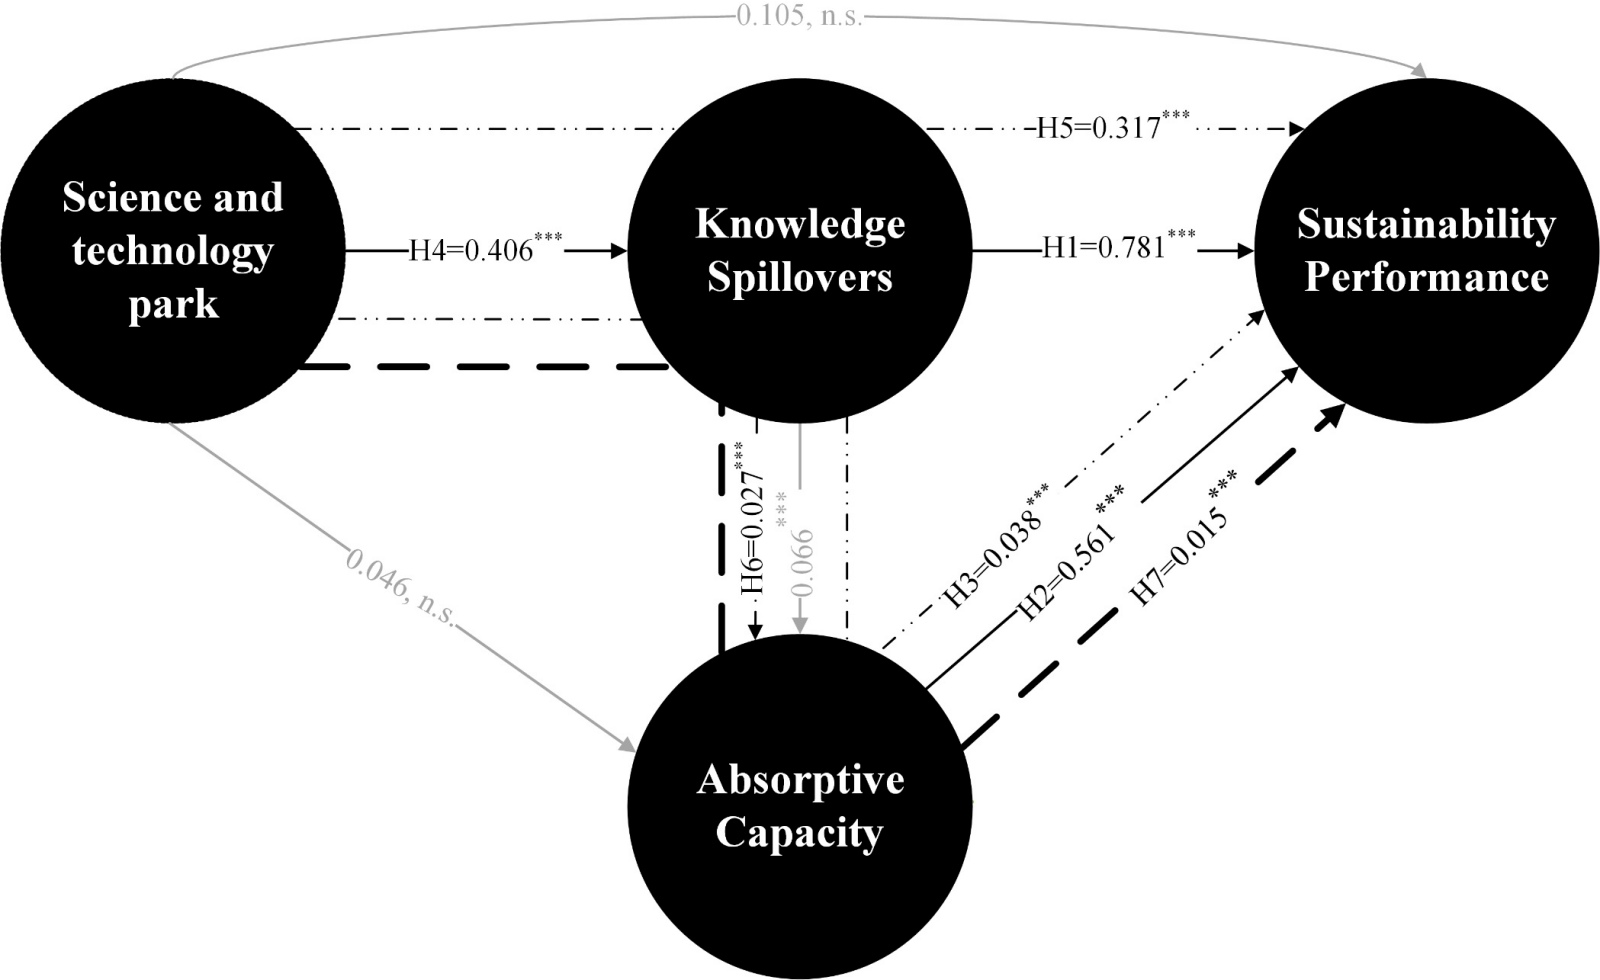 0.105, n.s.
H5=0.317***
Science and
technology
park
H4=0.406***
Knowledge
Spillovers
H1=0.781***
Sustainability
Performance
H6=0.027***
0.066***
0.046, n.s.
H3=0.038***
H2=0.561***
H7=0.015***
Absorptive
Capacity